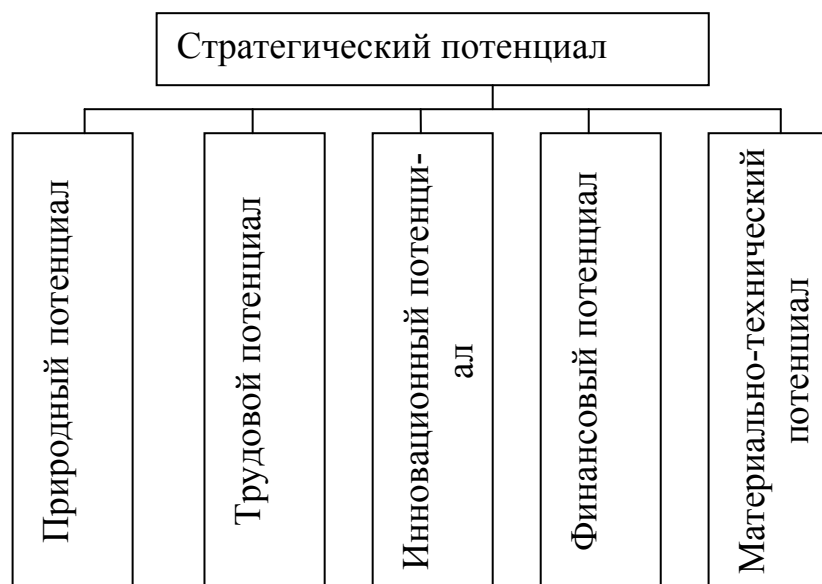 Стратегический потенциал
Природный потенциал
Трудовой потенциал
Инновационный потенци-
ал
Финансовый потенциал
Материально-технический
потенциал